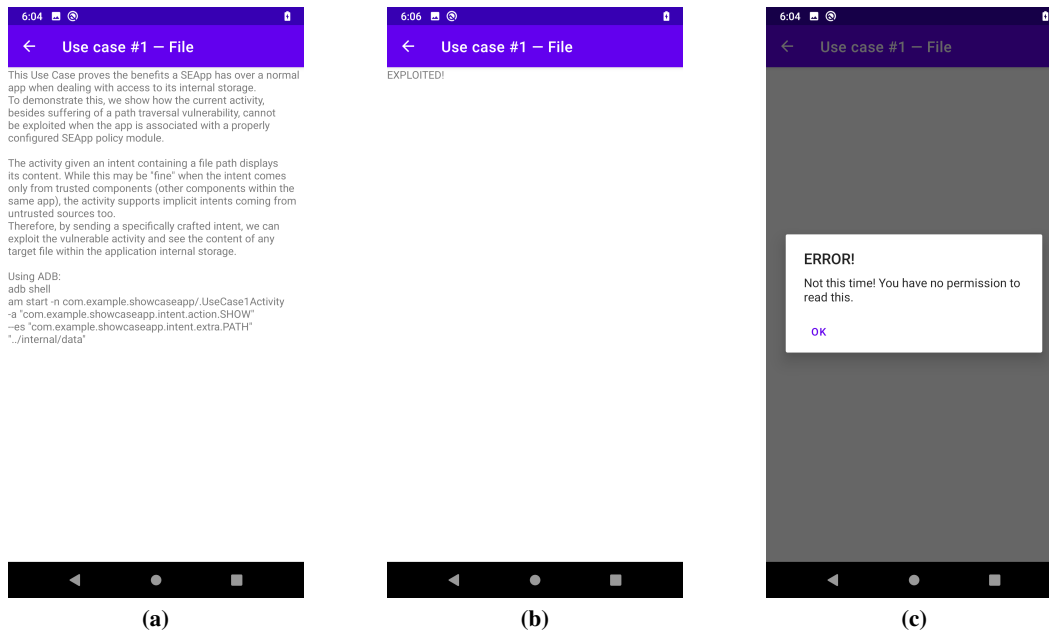 6:04
Use case #1 — File
This Use Case proves the benefits a SEApp has over a normal
app when dealing with access to its internal storage.
To demonstrate this, we show how the current activity,
besides suffering of a path traversal vulnerability, cannot
be exploited when the app is associated with a properly
configured SEApp policy module.
The activity given an intent containing a file path displays
its content. While this may be "fine" when the intent comes
only from trusted components (other components within the
same app), the activity supports implicit intents coming from
untrusted sources too.
Therefore, by sending a specifically crafted intent, we can
exploit the vulnerable activity and see the content of any
target file within the application internal storage.
Using ADB:
adb shell
am start -n com.example.showcaseapp/.UseCase1Activity
-a "com.example.showcaseapp.intent.action.SHOW"
--es "com.example.showcaseapp.intent.extra.PATH"
"../internal/data"
(a)
6:06
Use case #1 — File
EXPLOITED!
(b)
6:04
Use case #1 — File
ERROR!
Not this time! You have no permission to
read this.
OK
(c)